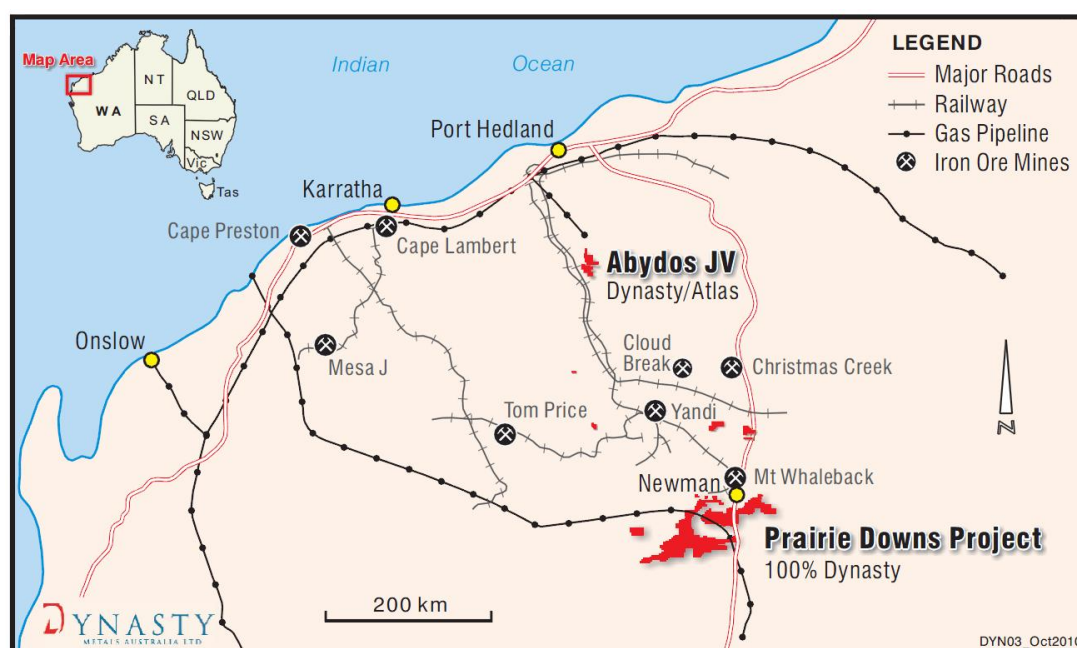 Map Area
NT
WA
QLD
SA
NSW
Vic
Tas
Indian Ocean
LEGEND
Major Roads
Railway
Gas Pipeline
Iron Ore Mines
Port Hedland
Karratha
Cape Preston
Cape Lambert
Abydos JV
Dynasty/Atlas
Onslow
Mesa J
Cloud
Break
Christmas Creek
Tom Price
Yandi
N
Newman
Mt Whaleback
Prairie Downs Project
100% Dynasty
200 km
DYNASTY
METALS AUSTRALIA LTD
DYN03_Oct2010